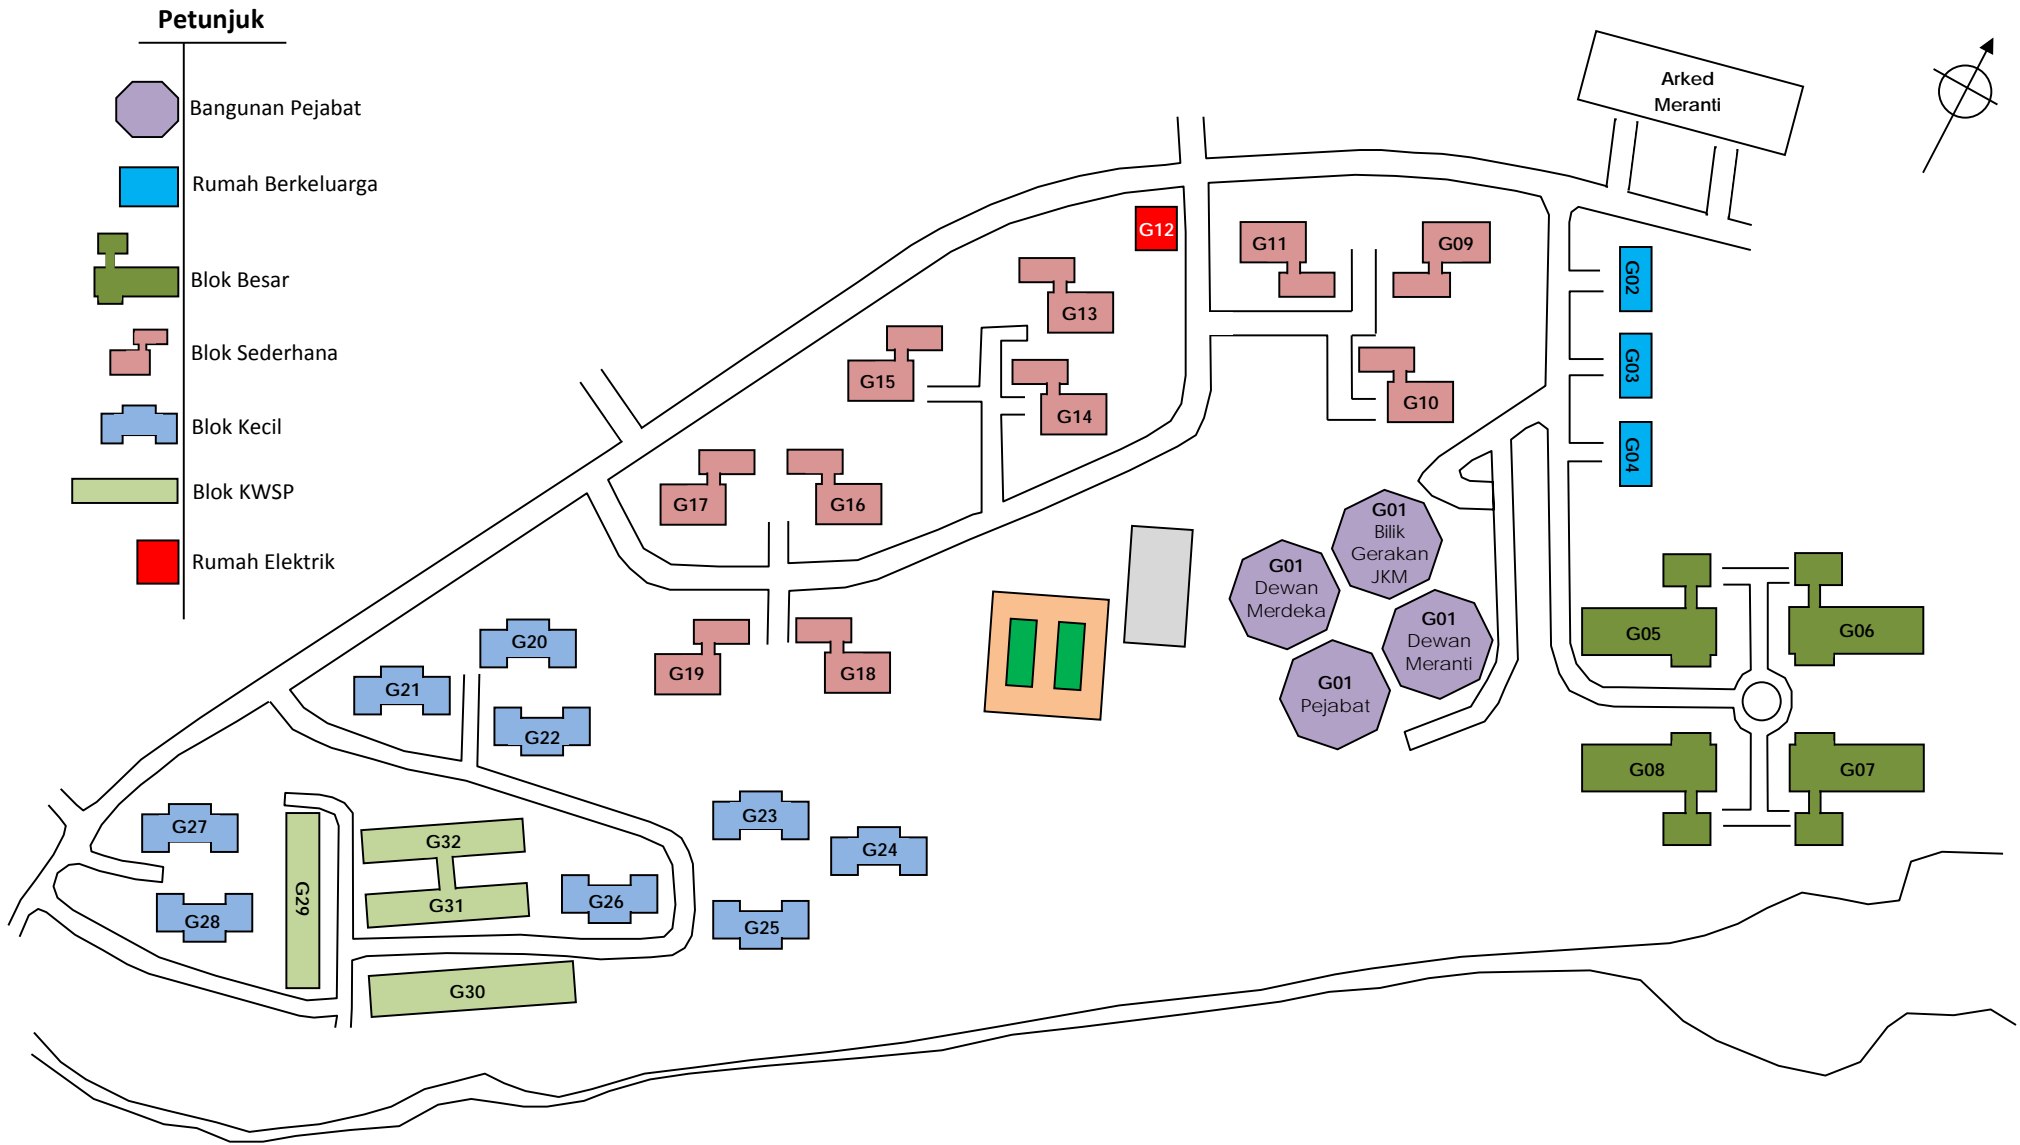 Petunjuk
Bangunan Pejabat
Rumah Berkeluarga
Blok Besar
Blok Sederhana
Blok Kecil
Blok KWSP
Rumah Elektrik
Arked
Meranti
G12
G11
G09
G02
G13
G03
G15
G10
G14
G04
G17
G16
G01
Bilik
Gerakan
JKM
G01
Dewan
Merdeka
G01
Dewan
Meranti
G01
Pejabat
G05
G06
G20
G19
G18
G21
G22
G08
G07
G23
G27
G32
G24
G29
G31
G26
G28
G25
G30